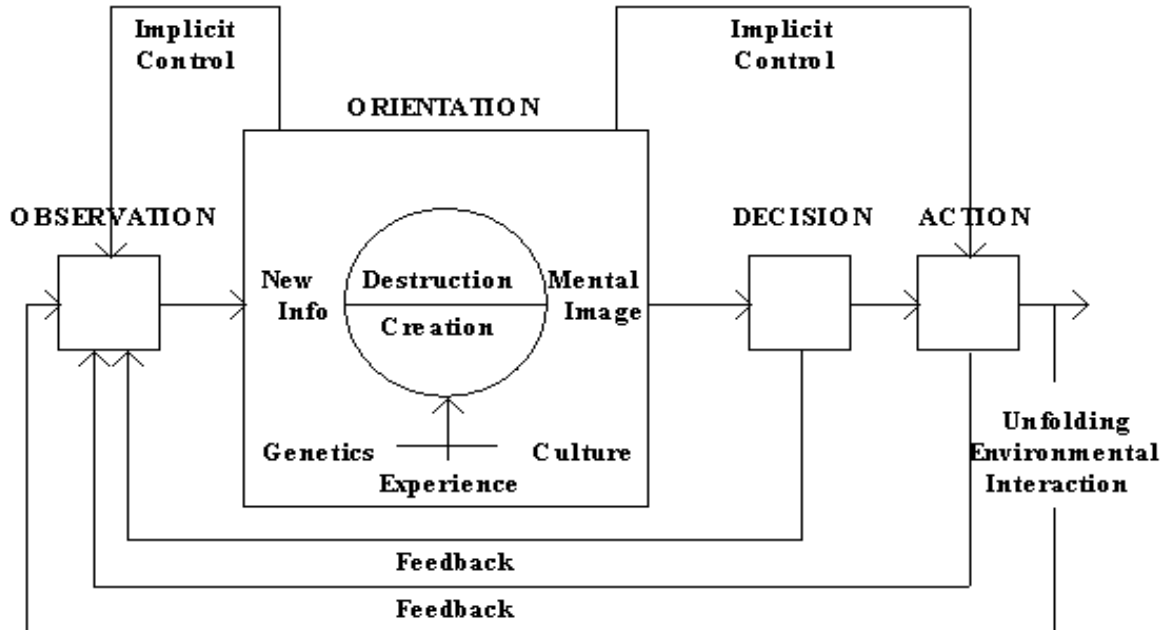 Implicit
Control
Implicit
Control
ORIENTATION
OBSERVATION
DECISION
ACTION
New
Info
Destruction
Creation
Mental
Image
Genetics
Experience
Culture
Unfolding
Environmental
Interaction
Feedback
Feedback